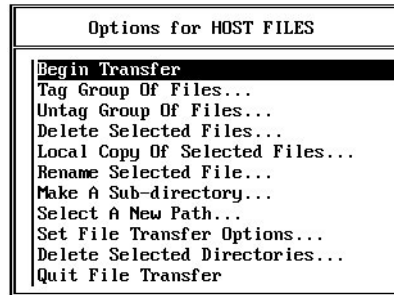 Options for HOST FILES
Begin Transfer
Tag Group Of Files...
Untag Group Of Files...
Delete Selected Files...
Local Copy Of Selected Files...
Rename Selected File...
Make A Sub-directory...
Select A New Path...
Set File Transfer Options...
Delete Selected Directories...
Quit File Transfer